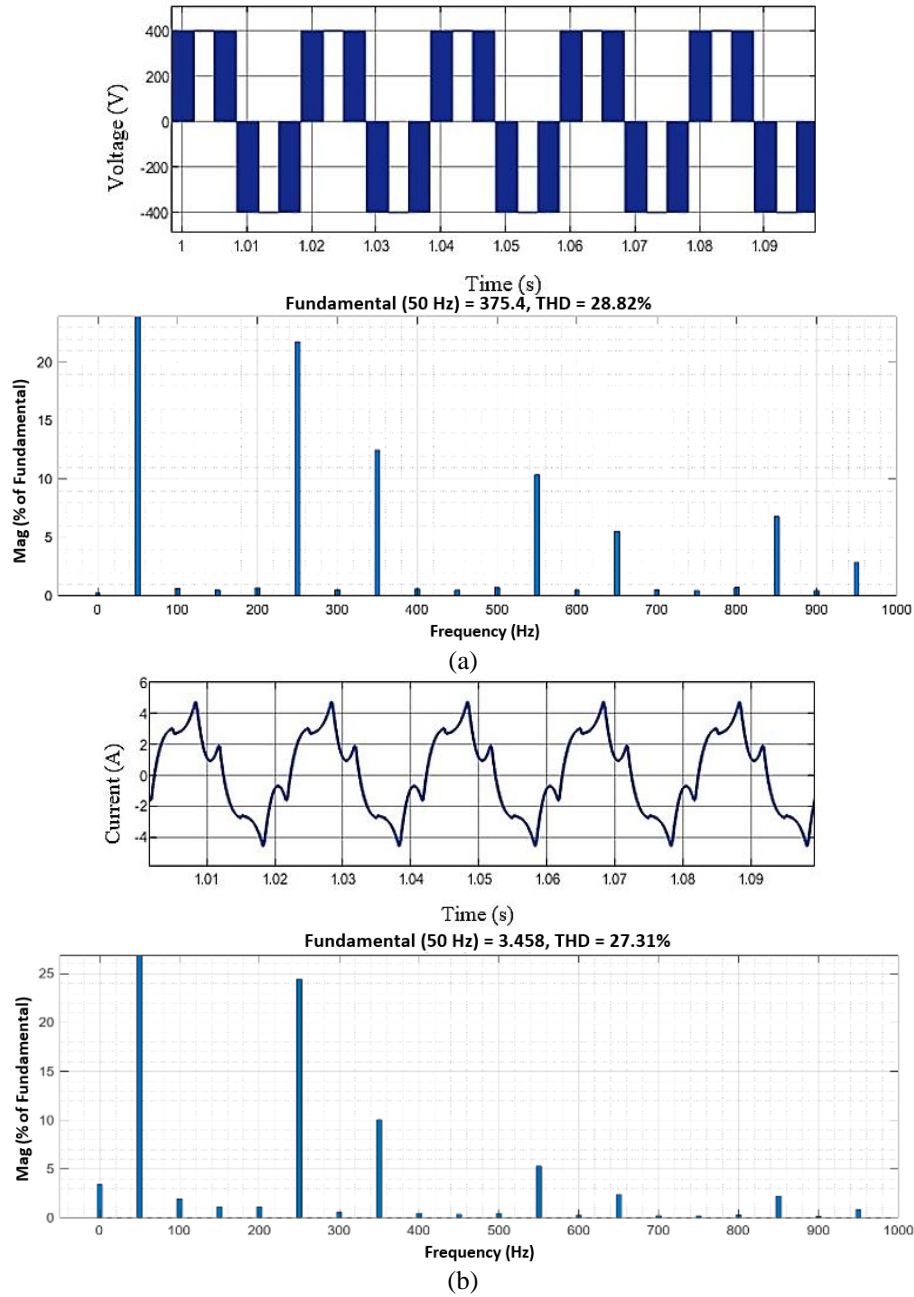 400
200
0
-200
-400
Voltage (V)
1 1.01 1.02 1.03 1.04 1.05 1.06 1.07 1.08 1.09
Time (s)
Fundamental (50 Hz) = 375.4, THD = 28.82%
20
15
10
5
0
Mag (% of Fundamental)
0 100 200 300 400 500 600 700 800 900 1000
Frequency (Hz)
(a)
6
4
2
0
-2
-4
Current (A)
1.01 1.02 1.03 1.04 1.05 1.06 1.07 1.08 1.09
Time (s)
Fundamental (50 Hz) = 3.458, THD = 27.31%
25
20
15
10
5
0
Mag (% of Fundamental)
0 100 200 300 400 500 600 700 800 900 1000
Frequency (Hz)
(b)